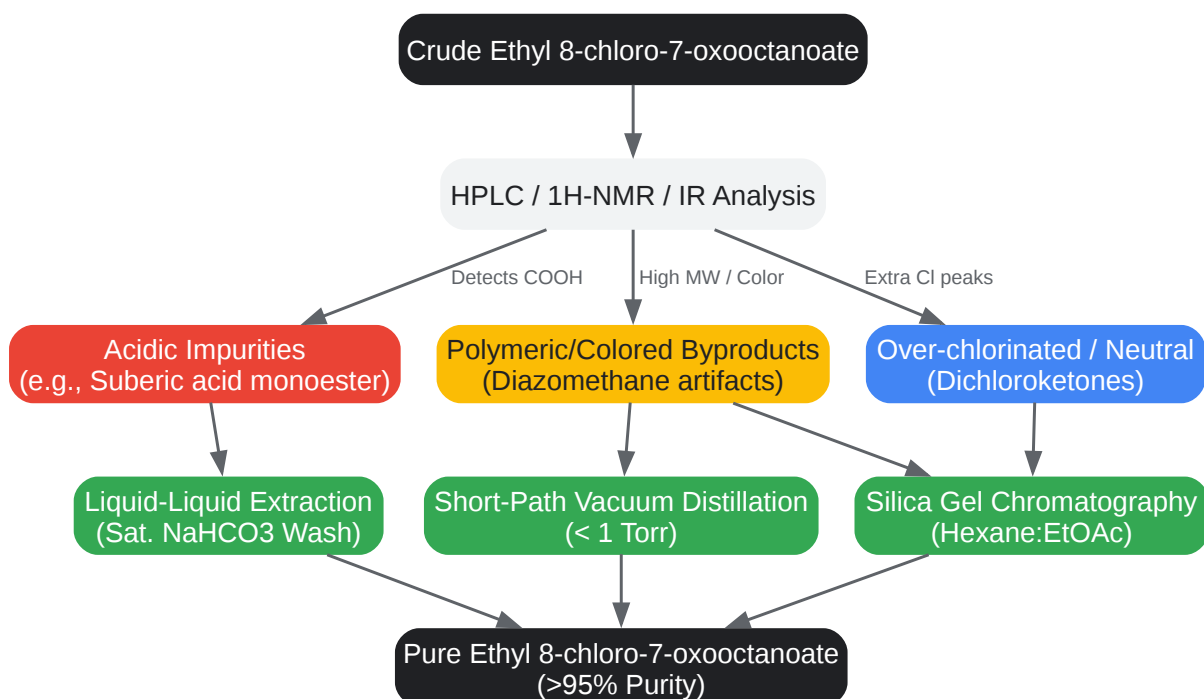 Crude Ethyl 8-chloro-7-oxooctanoate
HPLC / 1H-NMR / IR Analysis
Detects COOH
High MW / Color
Extra Cl peaks
Acidic Impurities
(e.g., Suberic acid monoester)
Polymeric/Colored Byproducts
(Diazomethane artifacts)
Over-chlorinated / Neutral
(Dichloroketones)
Liquid-Liquid Extraction
(Sat. NaHCO3 Wash)
Short-Path Vacuum Distillation
(< 1 Torr)
Silica Gel Chromatography
(Hexane:EtOAc)
Pure Ethyl 8-chloro-7-oxooctanoate
(>95% Purity)